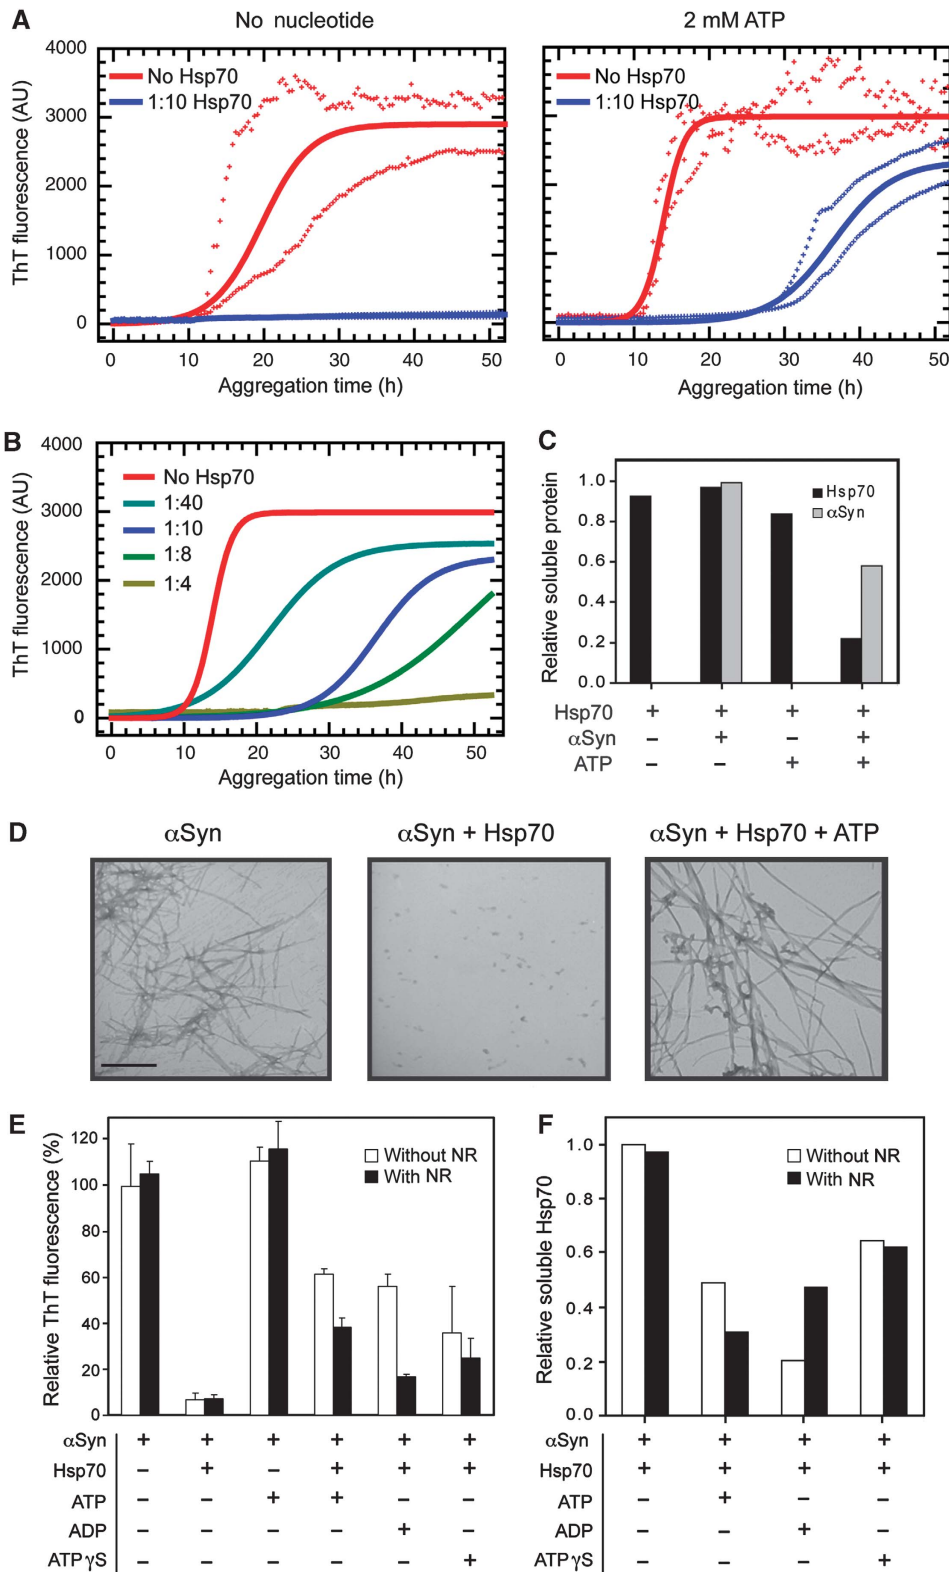 A
No nucleotide
2 mM ATP
ThT fluorescence (AU)
4000
3000
2000
1000
0
No Hsp70
1:10 Hsp70
0 10 20 30 40 50
Aggregation time (h)
No Hsp70
1:10 Hsp70
0 10 20 30 40 50
Aggregation time (h)
B
ThT fluorescence (AU)
4000
3000
2000
1000
0
No Hsp70
1:40
1:10
1:8
1:4
0 10 20 30 40 50
Aggregation time (h)
C
Relative soluble protein
1.0
0.8
0.6
0.4
0.2
0.0
Hsp70
αSyn
Hsp70 + + + +
αSyn – + – +
ATP – – + +
D
αSyn
αSyn + Hsp70
αSyn + Hsp70 + ATP
E
Relative ThT fluorescence (%)
120
100
80
60
40
20
0
Without NR
With NR
αSyn + + + + + +
Hsp70 – + – + + +
ATP – – + + – –
ADP – – – – + –
ATPγS – – – – – +
F
Relative soluble Hsp70
1.0
0.8
0.6
0.4
0.2
0.0
Without NR
With NR
αSyn + + + +
Hsp70 + + + +
ATP – + – –
ADP – – + –
ATPγS – – – +